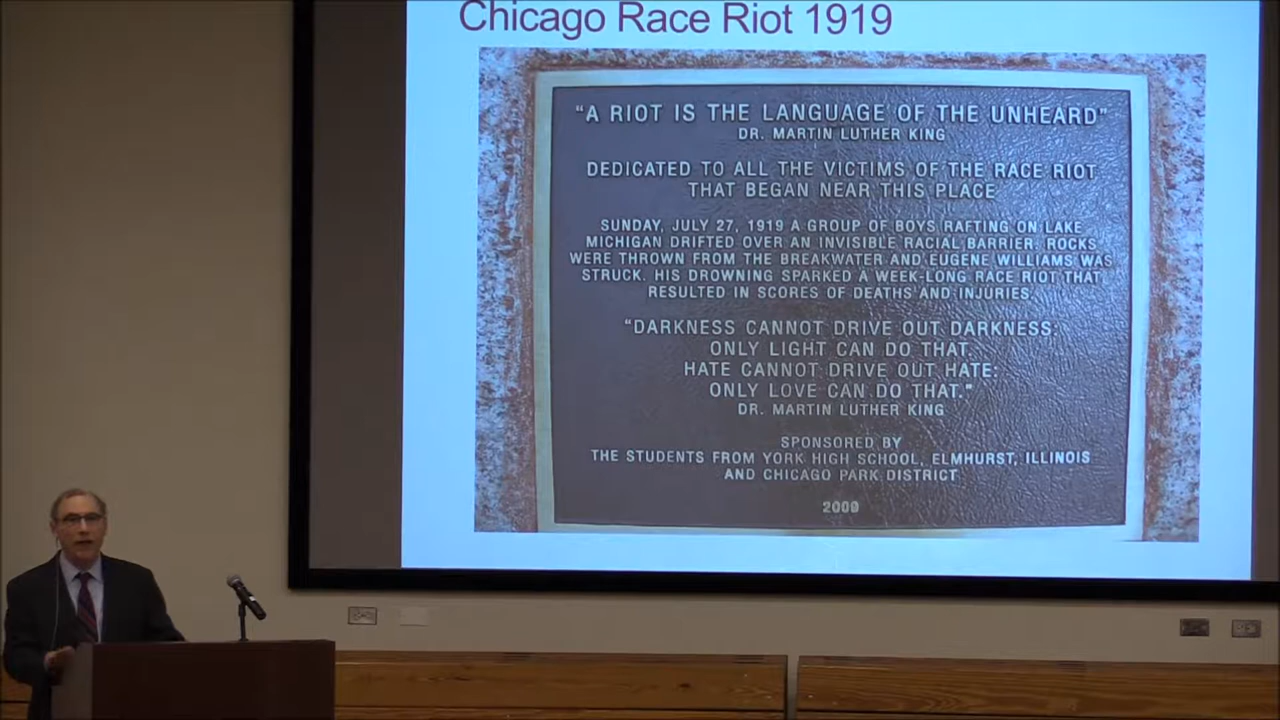 Chicago Race Riot 1919
“A RIOT IS THE LANGUAGE OF THE UNHEARD”
DR. MARTIN LUTHER KING
DEDICATED TO ALL THE VICTIMS OF THE RACE RIOT
THAT BEGAN NEAR THIS PLACE
SUNDAY, JULY 27, 1919 A GROUP OF BOYS RAFTING ON LAKE
MICHIGAN DRIFTED OVER AN INVISIBLE RACIAL BARRIER. ROCKS
WERE THROWN FROM THE BREAKWATER AND EUGENE WILLIAMS WAS
STRUCK. HIS DROWNING SPARKED A WEEK-LONG RACE RIOT THAT
RESULTED IN SCORES OF DEATHS AND INJURIES.
“DARKNESS CANNOT DRIVE OUT DARKNESS:
ONLY LIGHT CAN DO THAT.
HATE CANNOT DRIVE OUT HATE:
ONLY LOVE CAN DO THAT.”
DR. MARTIN LUTHER KING
SPONSORED BY
THE STUDENTS FROM YORK HIGH SCHOOL, ELMHURST, ILLINOIS
AND CHICAGO PARK DISTRICT
2009